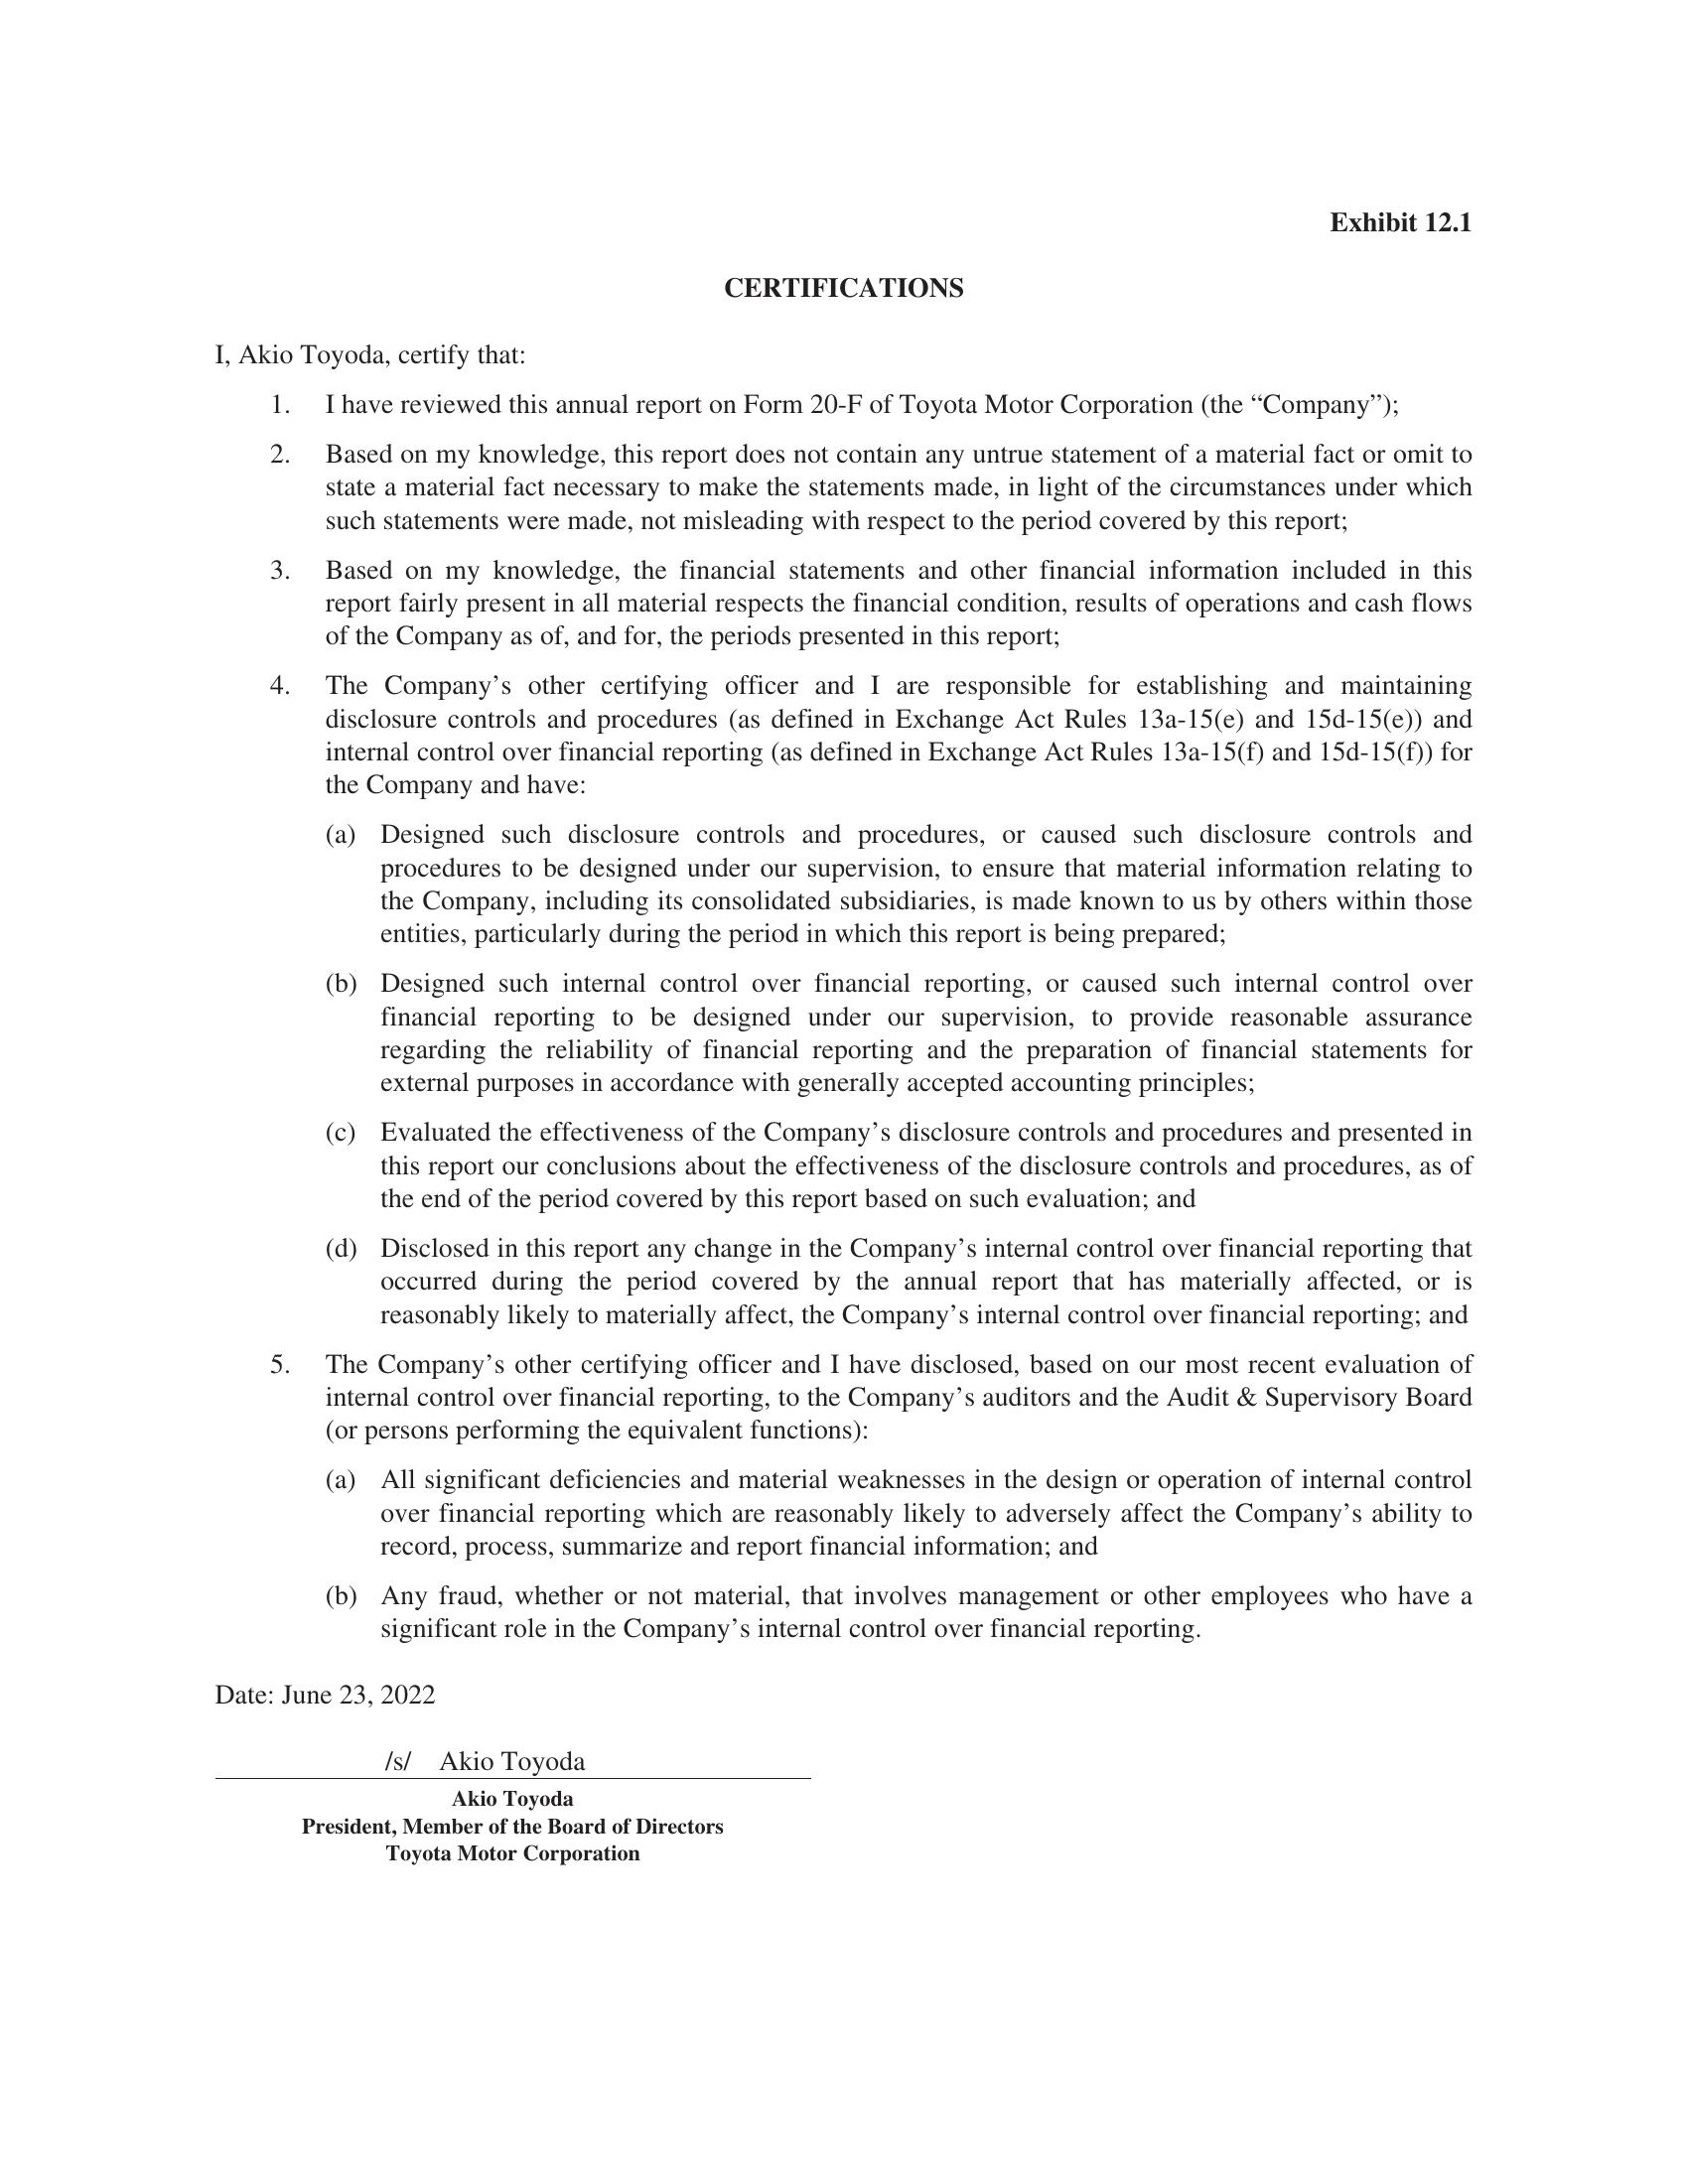 Exhibit 12.1
CERTIFICATIONS
I, Akio Toyoda, certify that:
1. I have reviewed this annual report on Form 20-F of Toyota Motor Corporation (the “Company”);
2. Based on my knowledge, this report does not contain any untrue statement of a material fact or omit to
state a material fact necessary to make the statements made, in light of the circumstances under which
such statements were made, not misleading with respect to the period covered by this report;
3. Based on my knowledge, the financial statements and other financial information included in this
report fairly present in all material respects the financial condition, results of operations and cash flows
of the Company as of, and for, the periods presented in this report;
4. The Company’s other certifying officer and I are responsible for establishing and maintaining
disclosure controls and procedures (as defined in Exchange Act Rules 13a-15(e) and 15d-15(e)) and
internal control over financial reporting (as defined in Exchange Act Rules 13a-15(f) and 15d-15(f)) for
the Company and have:
(a) Designed such disclosure controls and procedures, or caused such disclosure controls and
procedures to be designed under our supervision, to ensure that material information relating to
the Company, including its consolidated subsidiaries, is made known to us by others within those
entities, particularly during the period in which this report is being prepared;
(b) Designed such internal control over financial reporting, or caused such internal control over
financial reporting to be designed under our supervision, to provide reasonable assurance
regarding the reliability of financial reporting and the preparation of financial statements for
external purposes in accordance with generally accepted accounting principles;
(c) Evaluated the effectiveness of the Company’s disclosure controls and procedures and presented in
this report our conclusions about the effectiveness of the disclosure controls and procedures, as of
the end of the period covered by this report based on such evaluation; and
(d) Disclosed in this report any change in the Company’s internal control over financial reporting that
occurred during the period covered by the annual report that has materially affected, or is
reasonably likely to materially affect, the Company’s internal control over financial reporting; and
5. The Company’s other certifying officer and I have disclosed, based on our most recent evaluation of
internal control over financial reporting, to the Company’s auditors and the Audit & Supervisory Board
(or persons performing the equivalent functions):
(a) All significant deficiencies and material weaknesses in the design or operation of internal control
over financial reporting which are reasonably likely to adversely affect the Company’s ability to
record, process, summarize and report financial information; and
(b) Any fraud, whether or not material, that involves management or other employees who have a
significant role in the Company’s internal control over financial reporting.
Date: June 23, 2022
/s/ Akio Toyoda
Akio Toyoda
President, Member of the Board of Directors
Toyota Motor Corporation